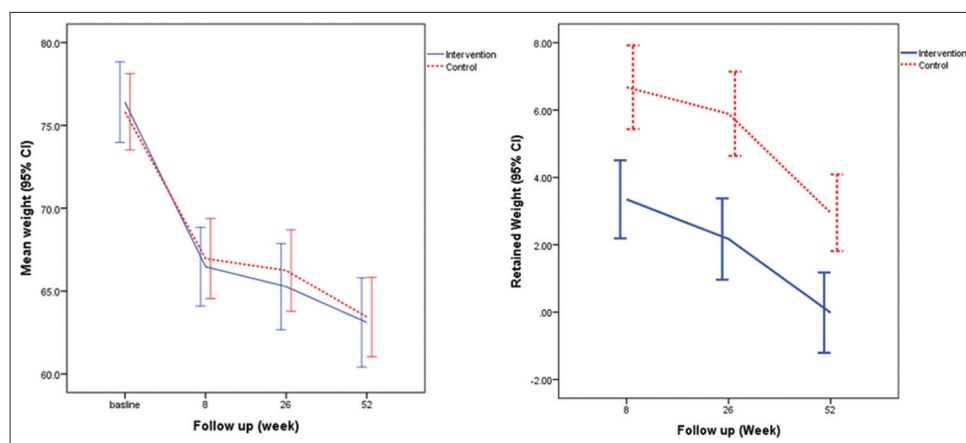 80.0
75.0
70.0
65.0
60.0
Mean weight (95% CI)
basline
8
26
52
Follow up (week)
Intervention
Control
8.00
6.00
4.00
2.00
.00
-2.00
Retained Weight (95% CI)
8
26
52
Follow up (Week)
Intervention
Control